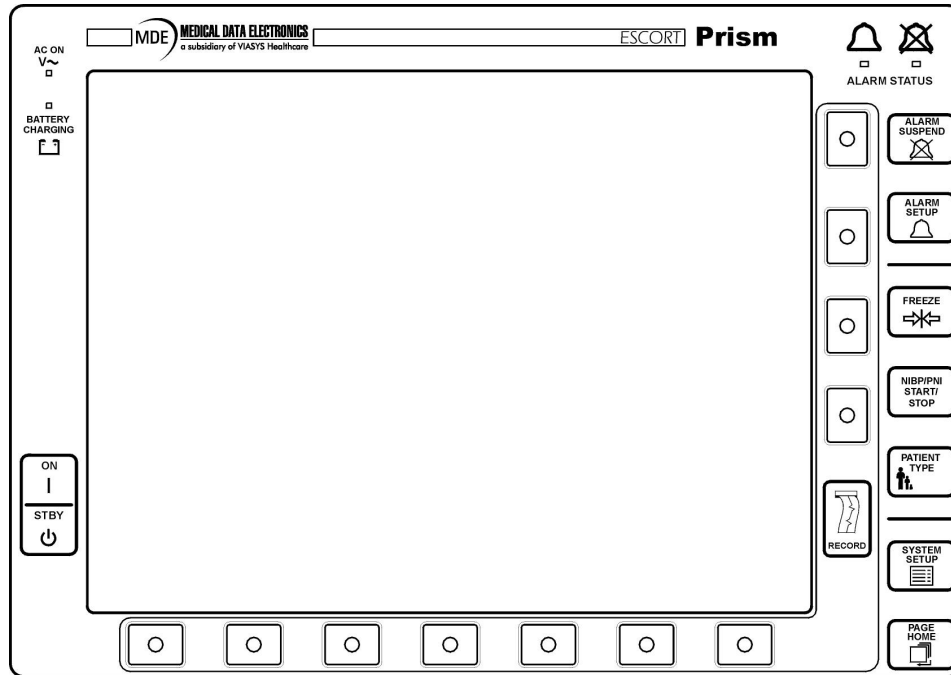 MDE
MEDICAL DATA ELECTRONICS
a subsidiary of VIASYS Healthcare
ESCORT
Prism
AC ON
V~
BATTERY
CHARGING
ALARM STATUS
ALARM
SUSPEND
ALARM
SETUP
FREEZE
NIBP/PNI
START/
STOP
PATIENT
TYPE
ON
I
STBY
RECORD
SYSTEM
SETUP
PAGE
HOME